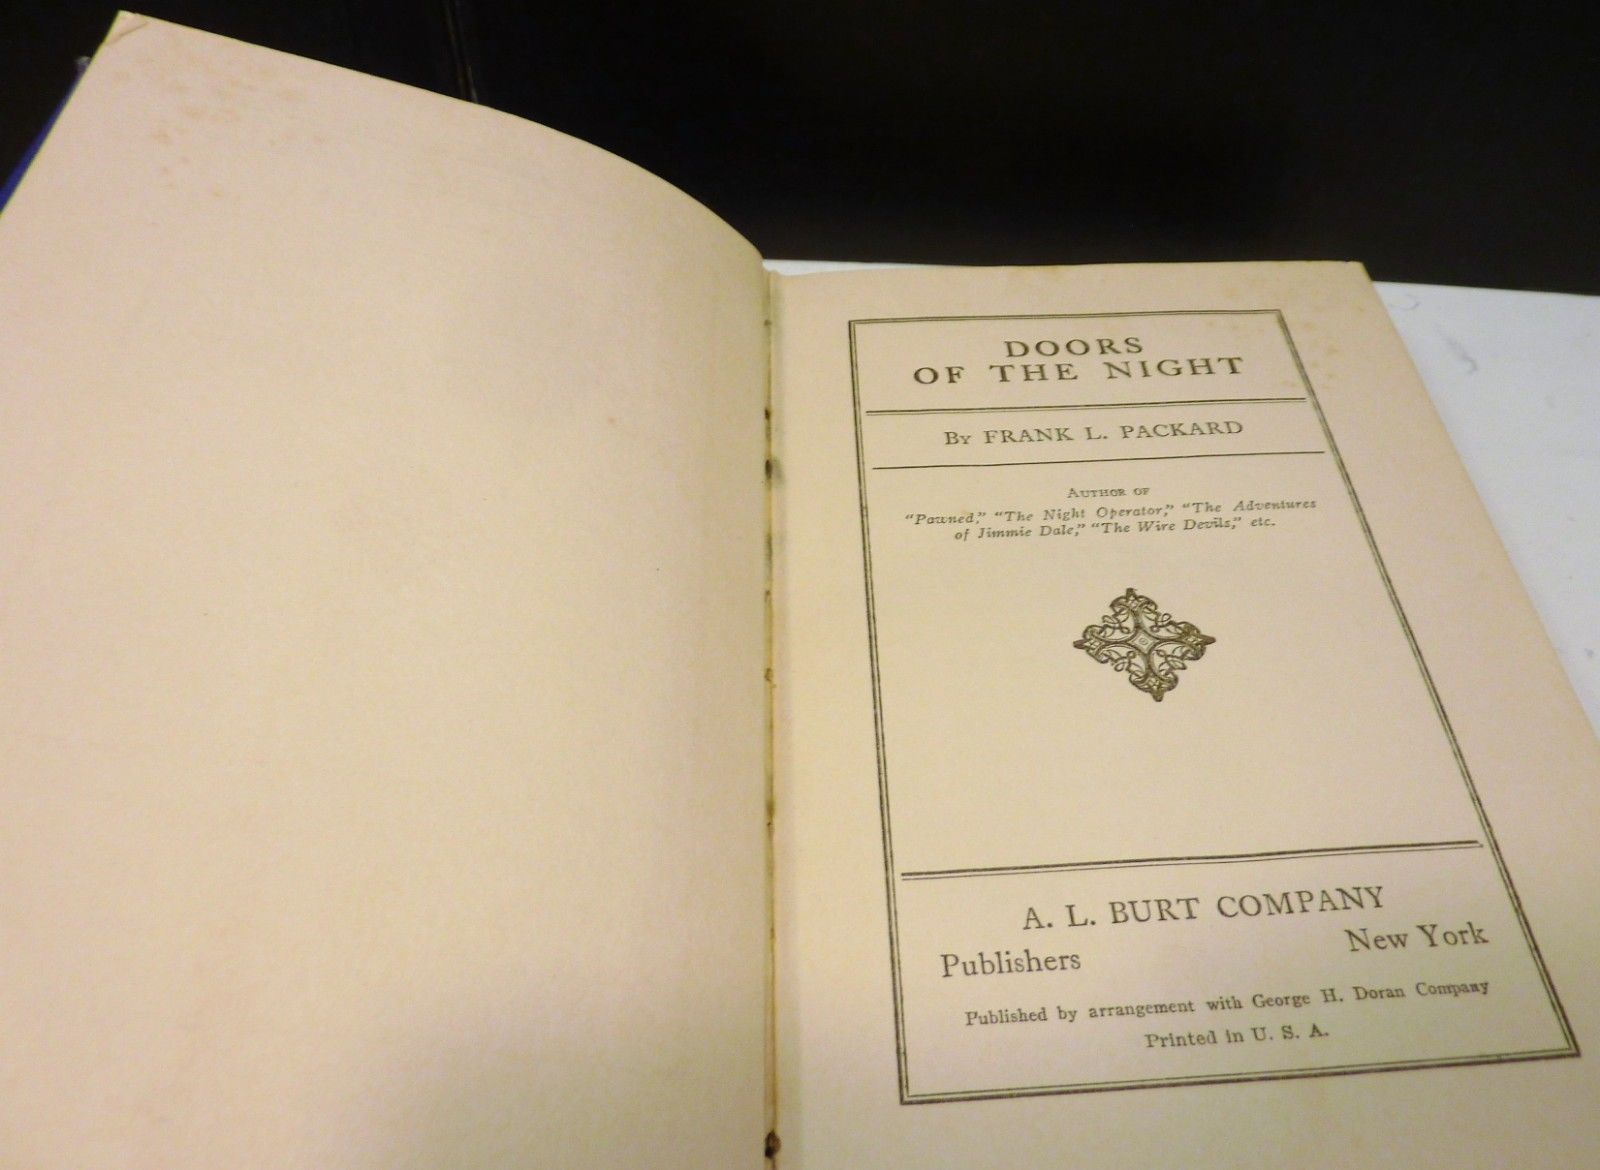 DOORS
OF THE NIGHT
By FRANK L. PACKARD
Author of
"Pawned," "The Night Operator," "The Adventures
of Jimmie Dale," "The Wire Devils," etc.
A. L. BURT COMPANY
Publishers New York
Published by arrangement with George H. Doran Company
Printed in U. S. A.